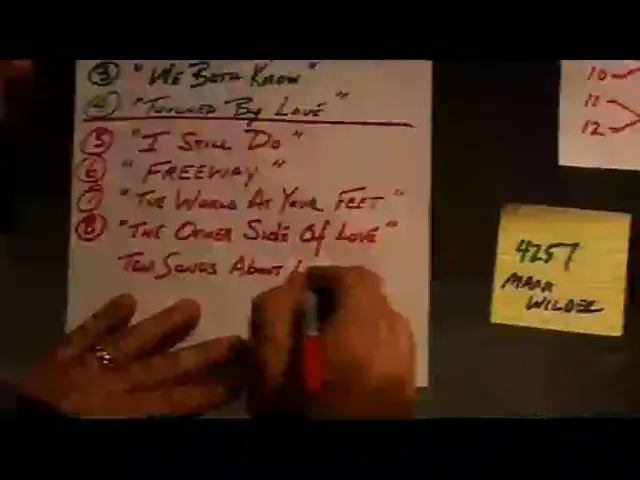 3 "WE BOTH KNOW"
4 "TOUCHED BY LOVE"
5 "I STILL DO"
6 "FREEWAY"
7 "THE WORLD AT YOUR FEET"
8 "THE OTHER SIDE OF LOVE"
TEN SONGS ABOUT L
10
11
12
4257
MARK